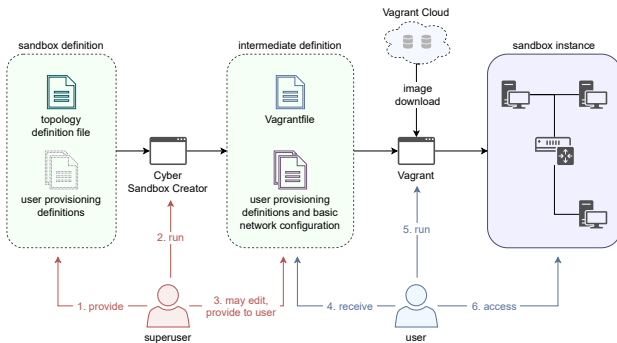 Vagrant Cloud
sandbox definition
intermediate definition
sandbox instance
topology
definition file
user provisioning
definitions
Cyber
Sandbox Creator
Vagrantfile
user provisioning
definitions and basic
network configuration
image
download
Vagrant
2. run
5. run
1. provide
3. may edit,
provide to user
4. receive
6. access
superuser
user